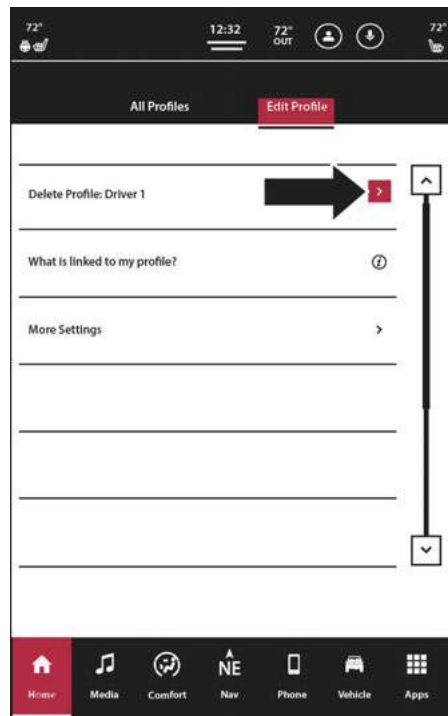 72°
12:32
72°
OUT
72°
All Profiles
Edit Profile
Delete Profile: Driver 1
What is linked to my profile?
i
More Settings
NE
Home
Media
Comfort
Nav
Phone
Vehicle
Apps